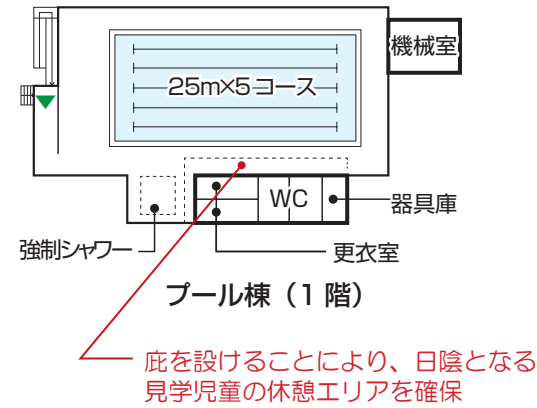 機械室
25m×5コース
WC
器具庫
強制シャワー
更衣室
プール棟（1階）
庇を設けることにより、日陰となる
見学児童の休憩エリアを確保